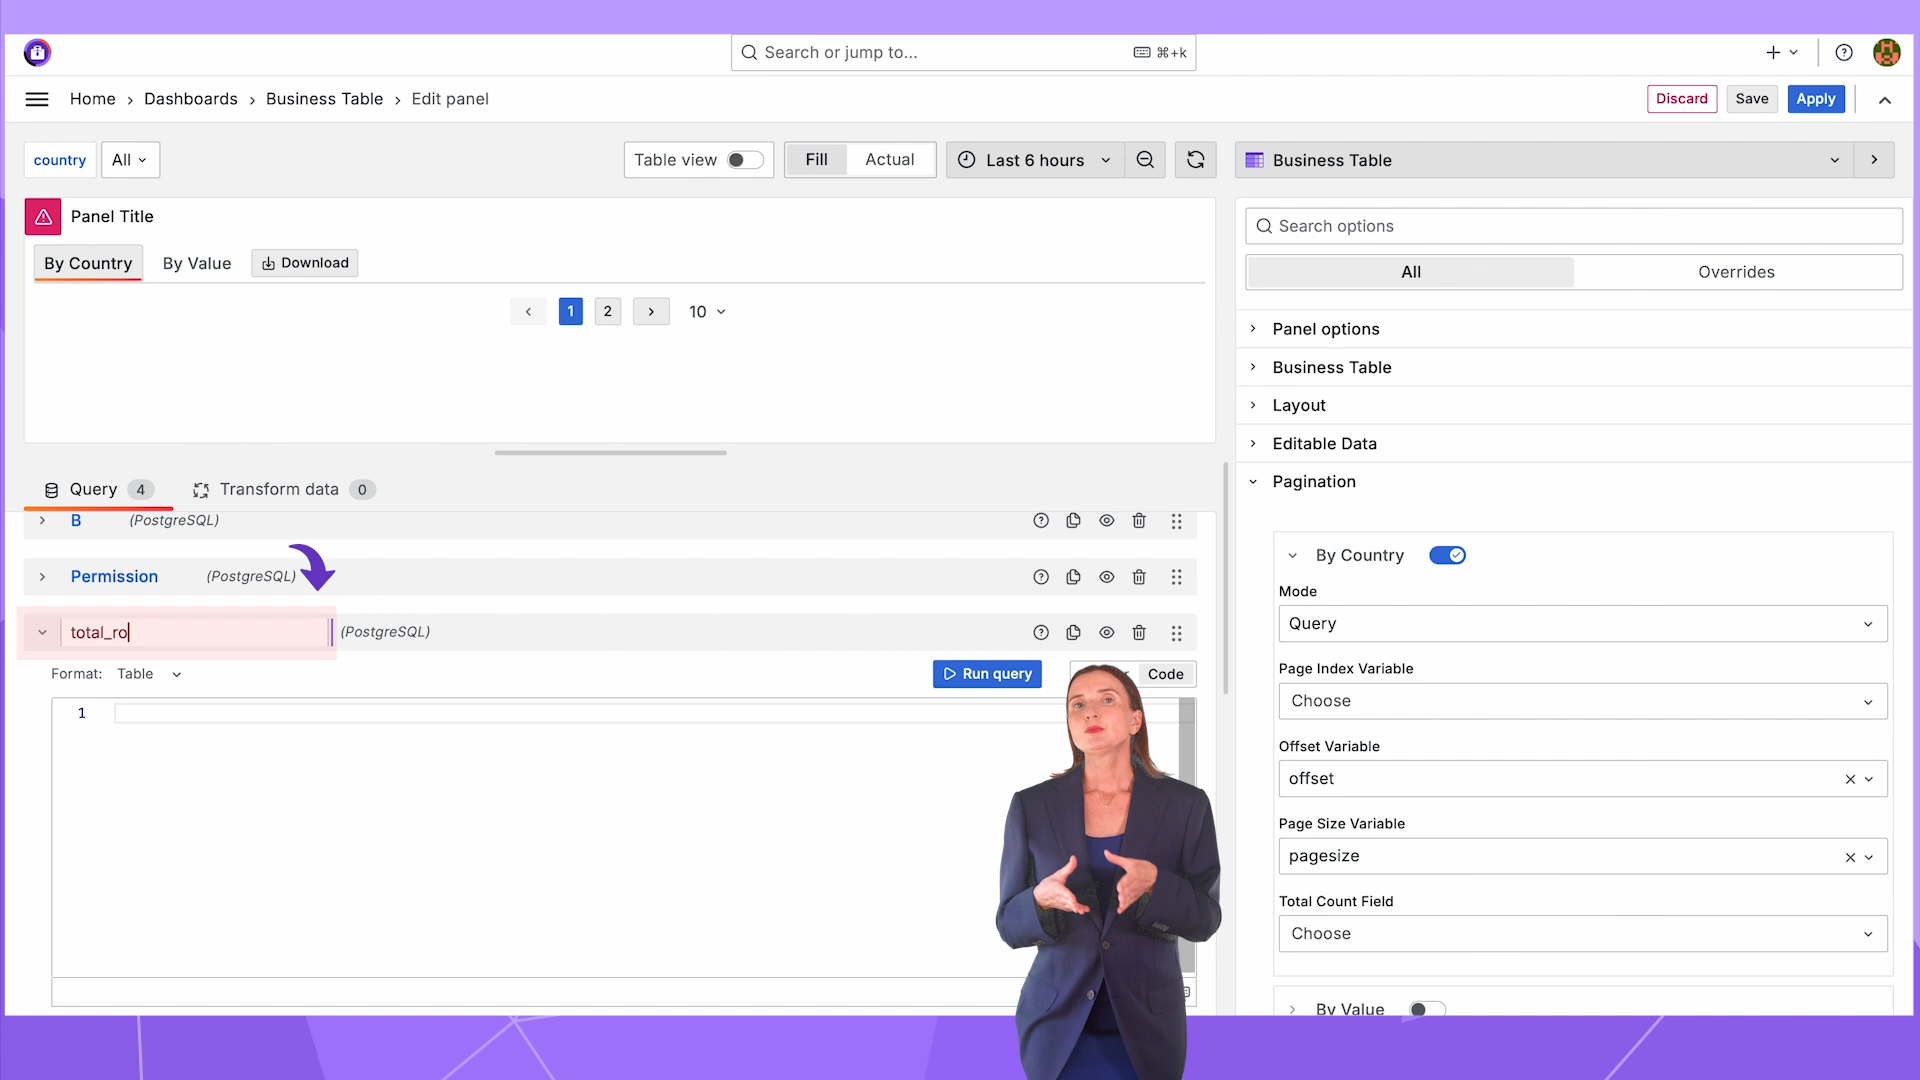 Search or jump to...
⌘+k
Home › Dashboards › Business Table › Edit panel
Discard
Save
Apply
country
All
Table view
Fill
Actual
Last 6 hours
Business Table
Panel Title
By Country
By Value
Download
1
2
10
Search options
All
Overrides
Panel options
Business Table
Layout
Editable Data
Pagination
By Country
Mode
Query
Page Index Variable
Choose
Offset Variable
offset
Page Size Variable
pagesize
Total Count Field
Choose
By Value
Query 4
Transform data 0
B (PostgreSQL)
Permission (PostgreSQL)
total_ro (PostgreSQL)
Format: Table
Run query
Code
1